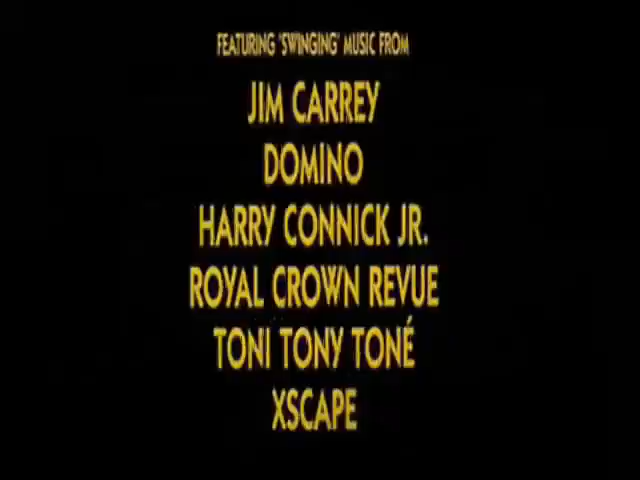 FEATURING 'SWINGING' MUSIC FROM
JIM CARREY
DOMINO
HARRY CONNICK JR.
ROYAL CROWN REVUE
TONI TONY TONÉ
XSCAPE